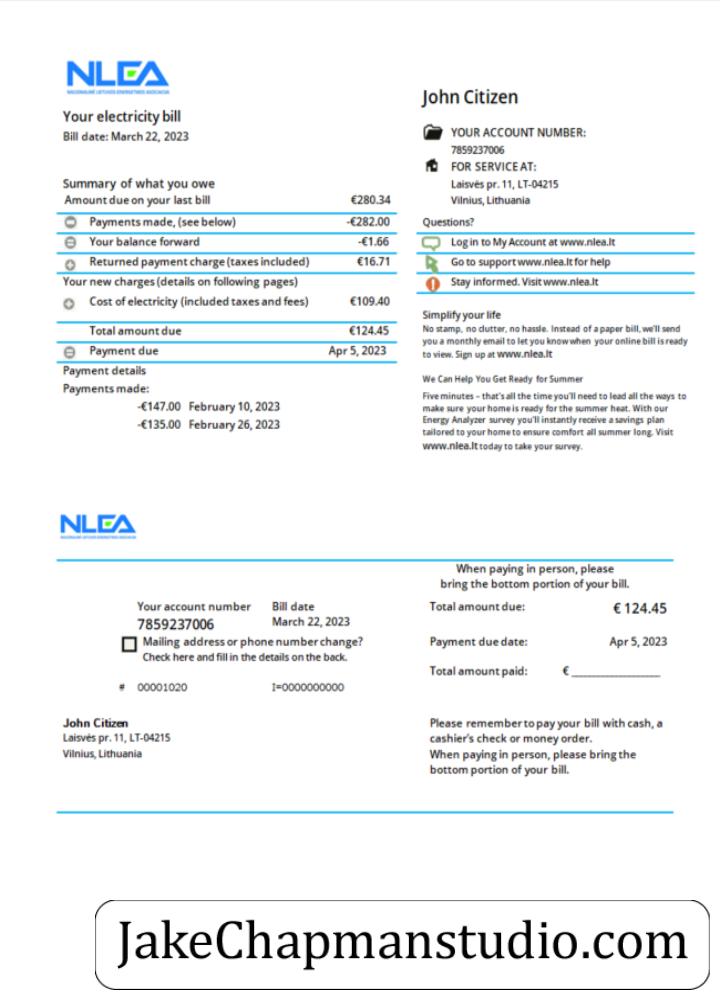 NLEA
NACIONALINĖ LIETUVOS ENERGETIKOS ASOCIACIJA
Your electricity bill
Bill date: March 22, 2023
Summary of what you owe
Amount due on your last bill €280.34
Payments made, (see below) -€282.00
Your balance forward -€1.66
Returned payment charge (taxes included) €16.71
Your new charges (details on following pages)
Cost of electricity (included taxes and fees) €109.40
Total amount due €124.45
Payment due Apr 5, 2023
Payment details
Payments made:
-€147.00 February 10, 2023
-€135.00 February 26, 2023
John Citizen
YOUR ACCOUNT NUMBER:
7859237006
FOR SERVICE AT:
Laisvės pr. 11, LT-04215
Vilnius, Lithuania
Questions?
Log in to My Account at www.nlea.lt
Go to support www.nlea.lt for help
Stay informed. Visit www.nlea.lt
Simplify your life
No stamp, no clutter, no hassle. Instead of a paper bill, we'll send
you a monthly email to let you know when your online bill is ready
to view. Sign up at www.nlea.lt
We Can Help You Get Ready for Summer
Five minutes – that's all the time you'll need to lead all the ways to
make sure your home is ready for the summer heat. With our
Energy Analyzer survey you'll instantly receive a savings plan
tailored to your home to ensure comfort all summer long. Visit
www.nlea.lt today to take your survey.
NLEA
When paying in person, please
bring the bottom portion of your bill.
Your account number Bill date
7859237006 March 22, 2023
Mailing address or phone number change?
Check here and fill in the details on the back.
# 00001020 I=0000000000
Total amount due: € 124.45
Payment due date: Apr 5, 2023
Total amount paid: € ________________
John Citizen
Laisvės pr. 11, LT-04215
Vilnius, Lithuania
Please remember to pay your bill with cash, a
cashier's check or money order.
When paying in person, please bring the
bottom portion of your bill.
JakeChapmanstudio.com